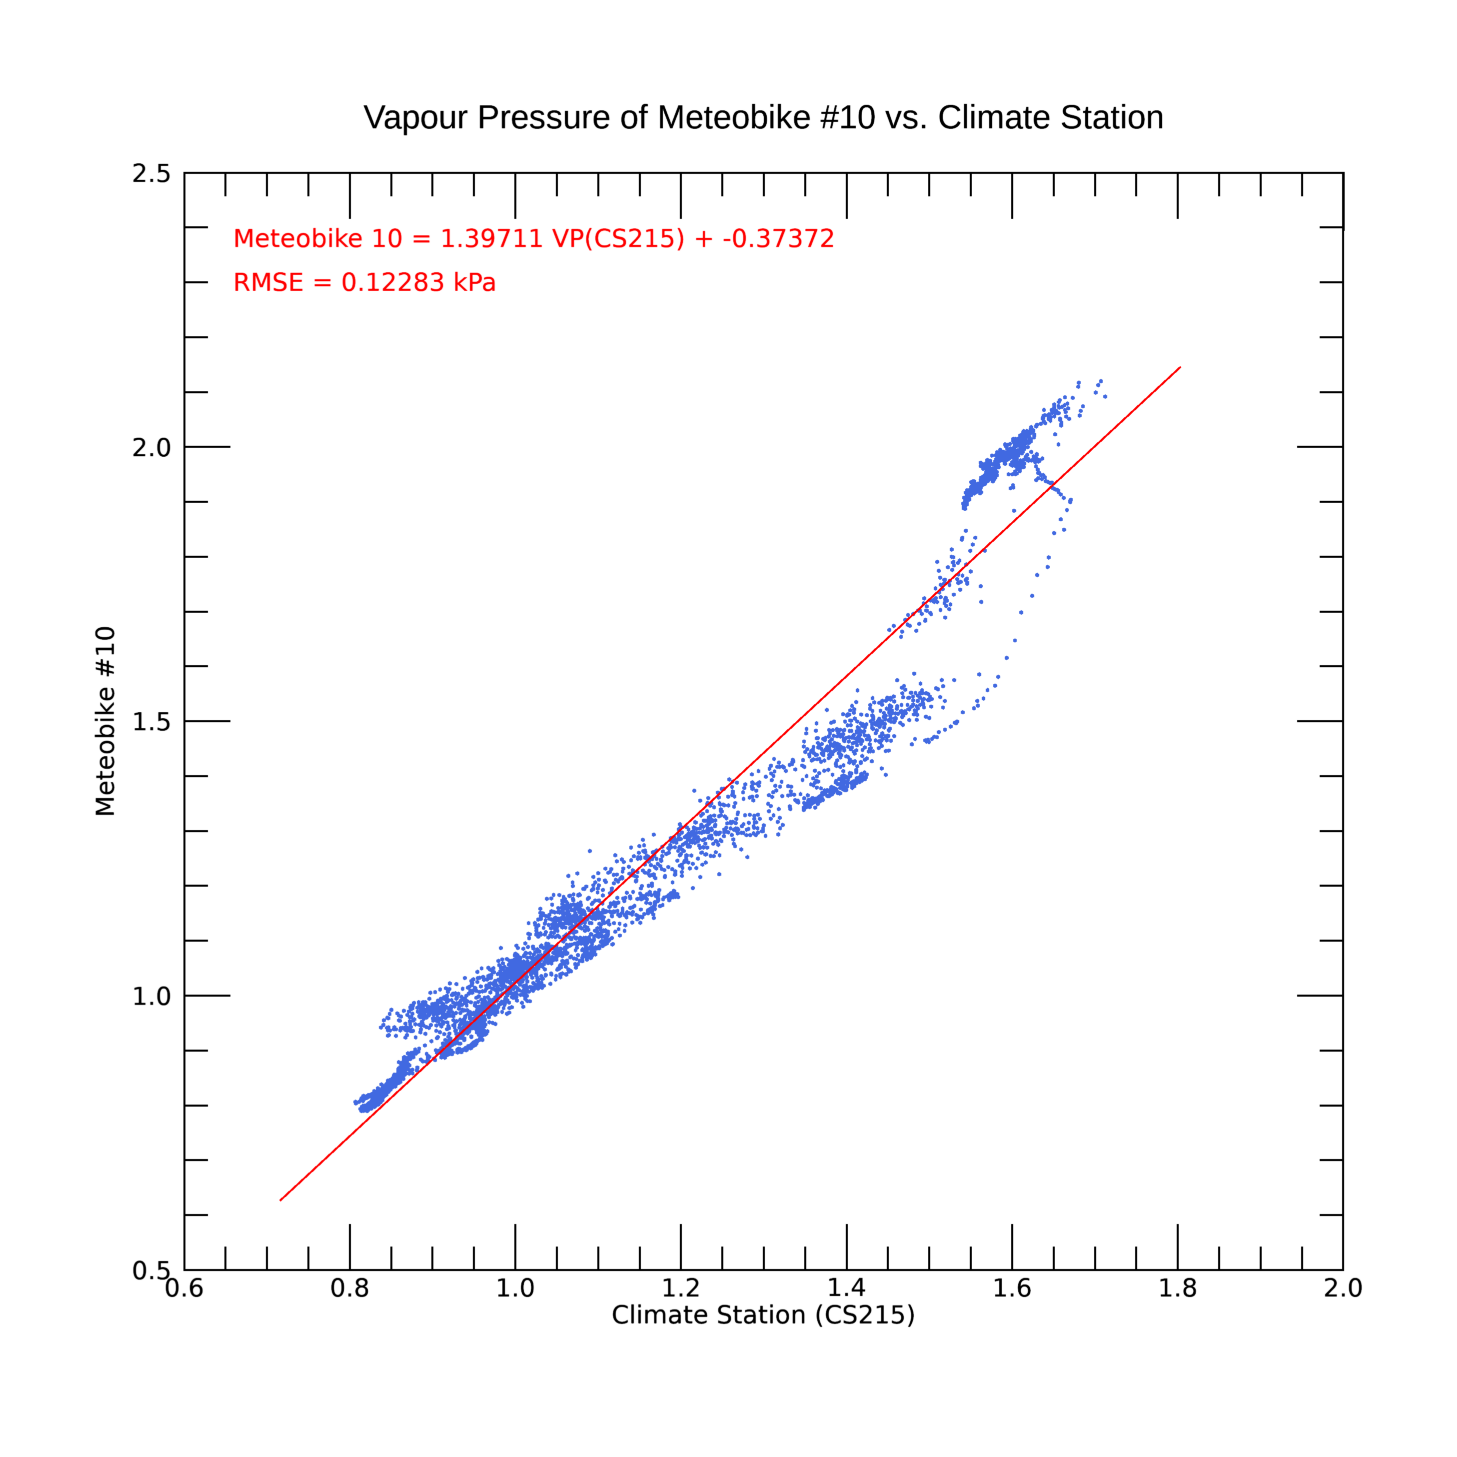 Vapour Pressure of Meteobike #10 vs. Climate Station
2.5
Meteobike 10 = 1.39711 VP(CS215) + -0.37372
RMSE = 0.12283 kPa
2.0
Meteobike #10
1.5
1.0
0.5
0.6 0.8 1.0 1.2 1.4 1.6 1.8 2.0
Climate Station (CS215)